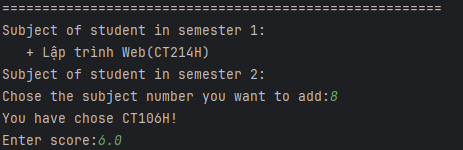 =======================================================
Subject of student in semester 1:
+ Lập trình Web(CT214H)
Subject of student in semester 2:
Chose the subject number you want to add:8
You have chose CT106H!
Enter score:6.0